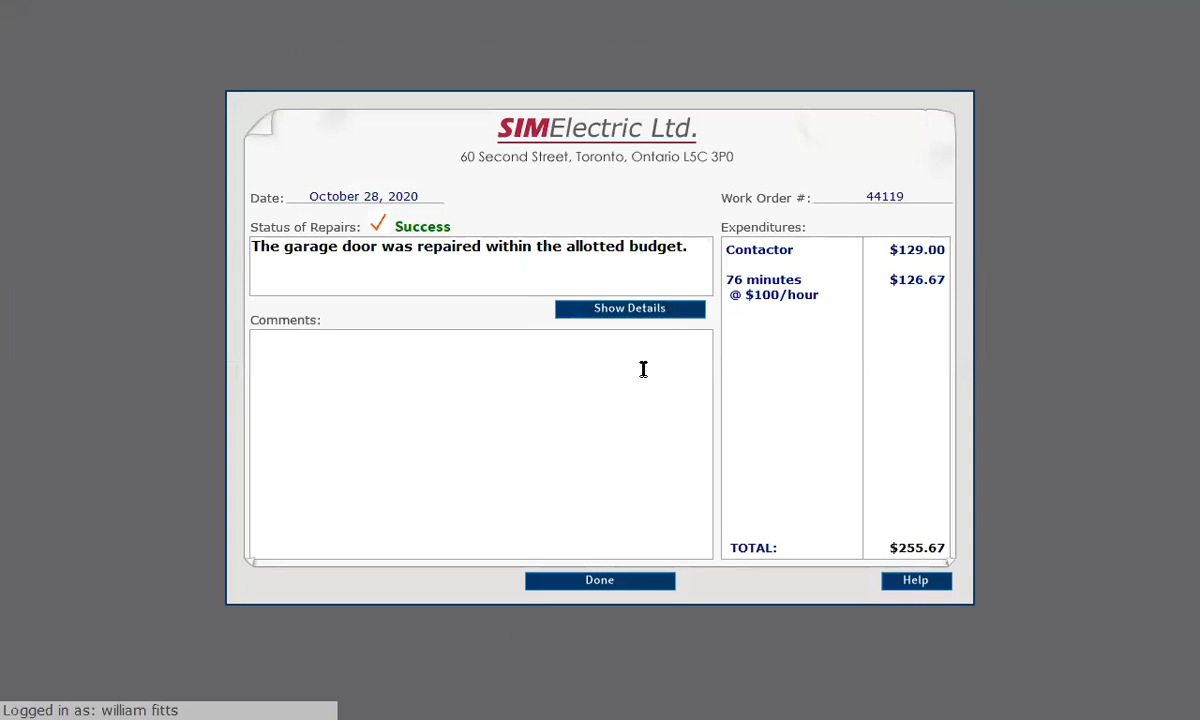 SIMElectric Ltd.
60 Second Street, Toronto, Ontario L5C 3P0
Date: October 28, 2020
Work Order #: 44119
Status of Repairs: Success
The garage door was repaired within the allotted budget.
Show Details
Comments:
Expenditures:
Contactor $129.00
76 minutes $126.67
@ $100/hour
TOTAL: $255.67
Done
Help
Logged in as: william fitts